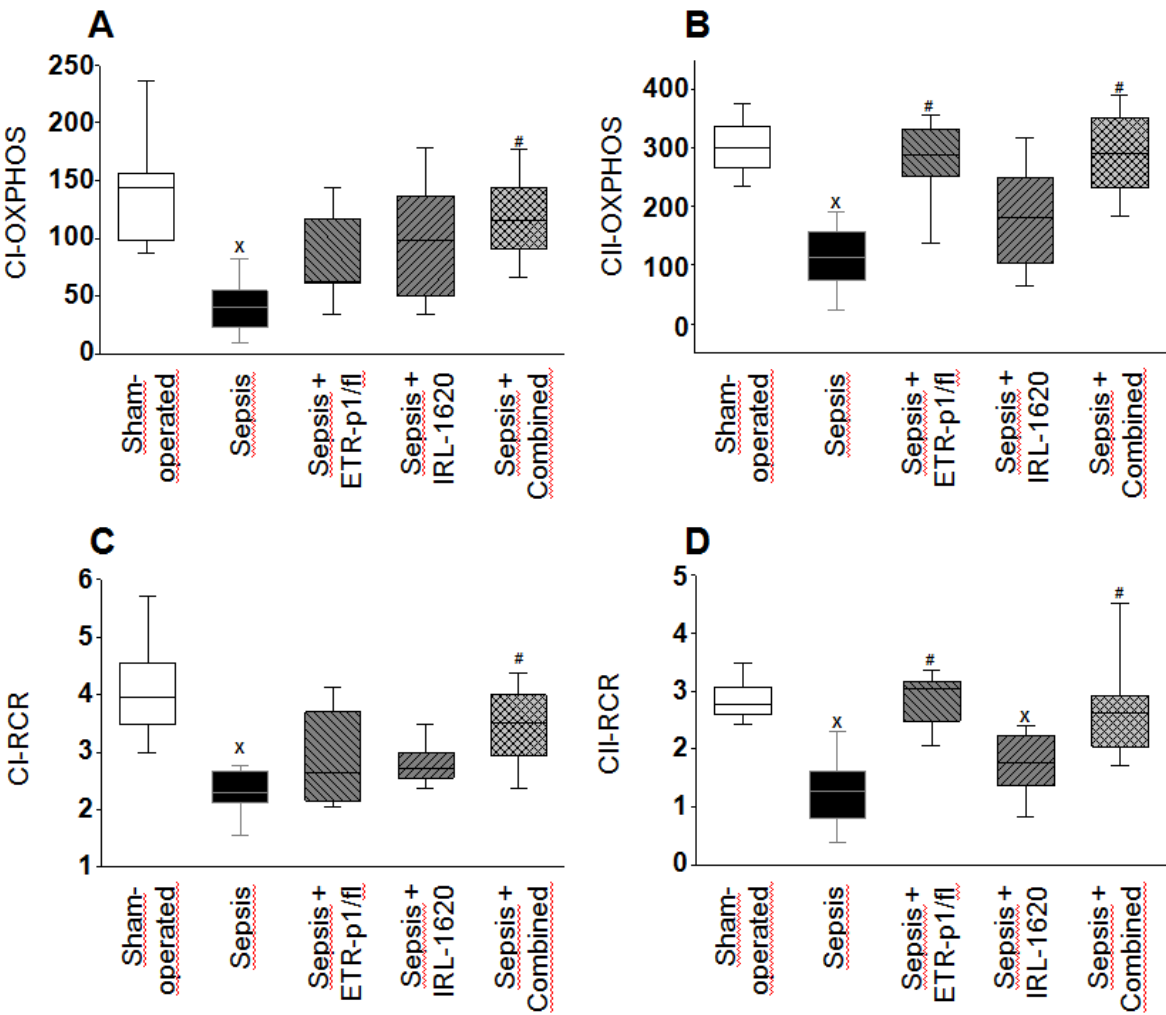 A
CI-OXPHOS
250
200
150
100
50
0
x
#
Sham-
operated
Sepsis
Sepsis +
ETR-p1/fl
Sepsis +
IRL-1620
Sepsis +
Combined
B
CII-OXPHOS
400
300
200
100
0
x
#
#
Sham-
operated
Sepsis
Sepsis +
ETR-p1/fl
Sepsis +
IRL-1620
Sepsis +
Combined
C
CI-RCR
6
5
4
3
2
1
x
#
Sham-
operated
Sepsis
Sepsis +
ETR-p1/fl
Sepsis +
IRL-1620
Sepsis +
Combined
D
CII-RCR
5
4
3
2
1
0
x
#
x
#
Sham-
operated
Sepsis
Sepsis +
ETR-p1/fl
Sepsis +
IRL-1620
Sepsis +
Combined